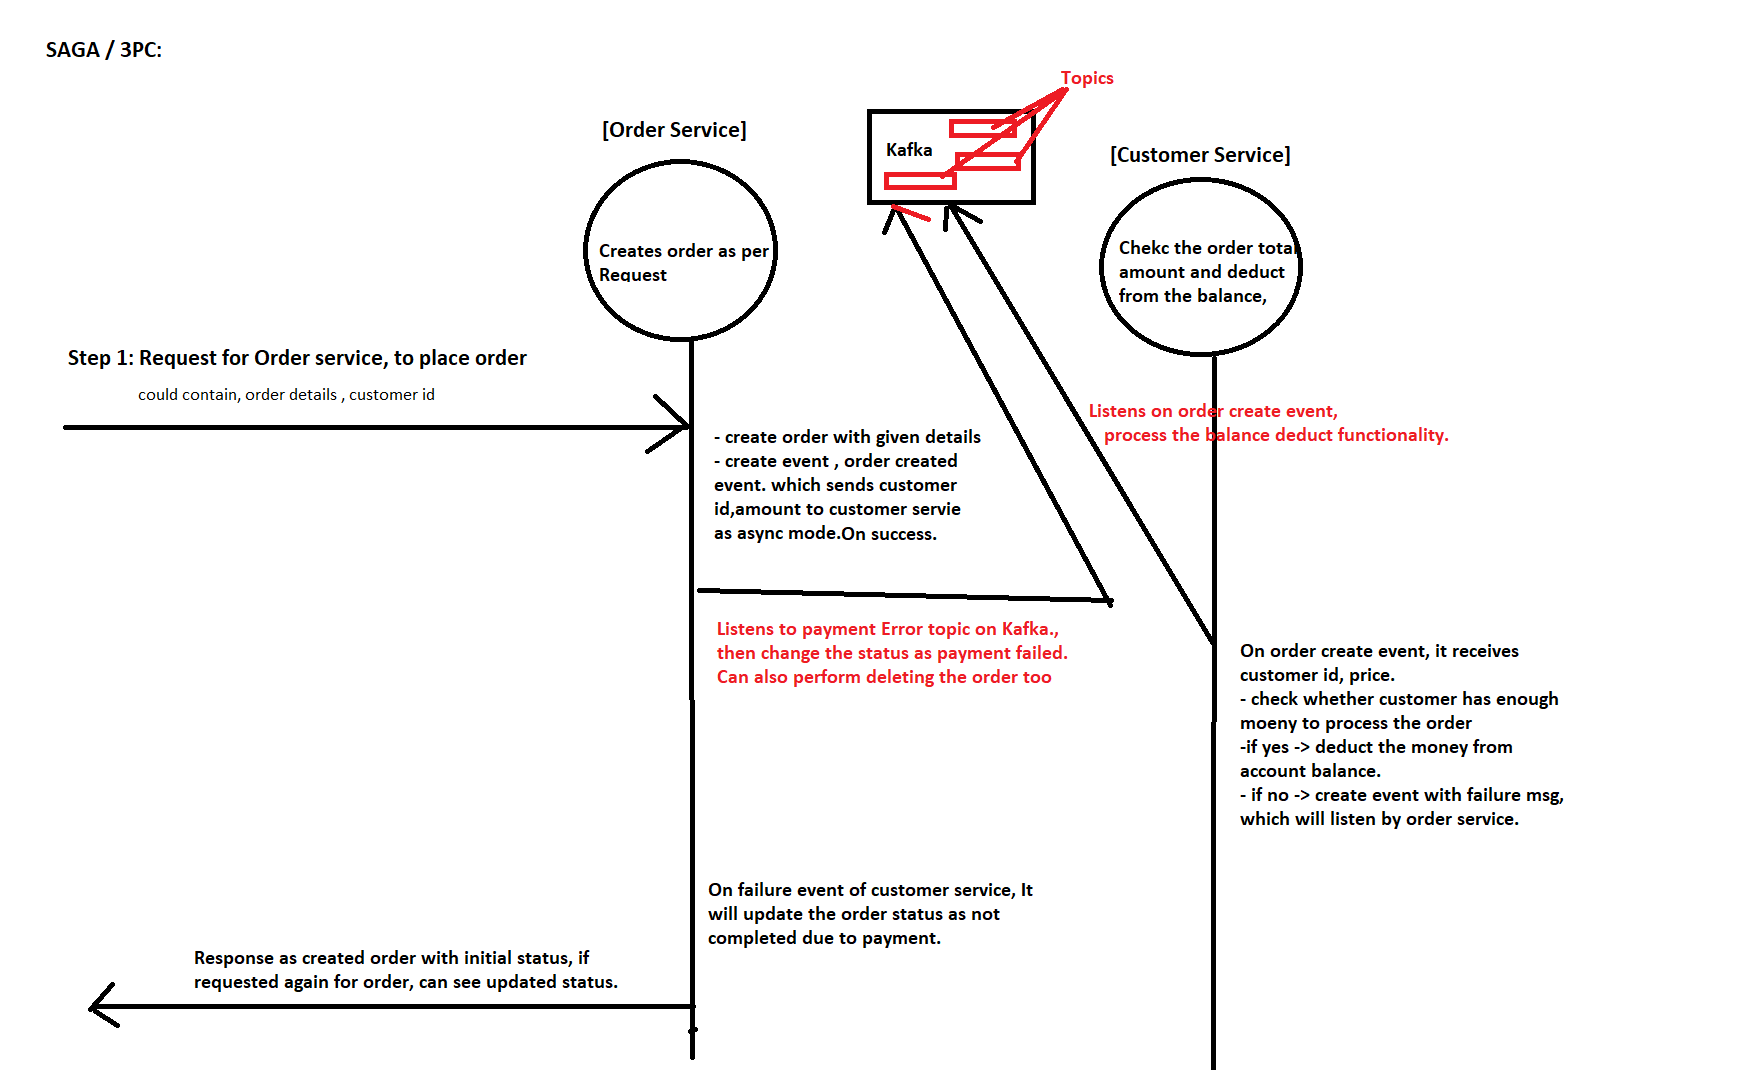 SAGA / 3PC:
Topics
[Order Service]
Kafka
[Customer Service]
Creates order as per
Request
Chekc the order total
amount and deduct
from the balance,
Step 1: Request for Order service, to place order
could contain, order details , customer id
Listens on order create event,
process the balance deduct functionality.
- create order with given details
- create event , order created
event. which sends customer
id,amount to customer servie
as async mode.On success.
Listens to payment Error topic on Kafka.,
then change the status as payment failed.
Can also perform deleting the order too
On order create event, it receives
customer id, price.
- check whether customer has enough
moeny to process the order
-if yes -> deduct the money from
account balance.
- if no -> create event with failure msg,
which will listen by order service.
On failure event of customer service, It
will update the order status as not
completed due to payment.
Response as created order with initial status, if
requested again for order, can see updated status.